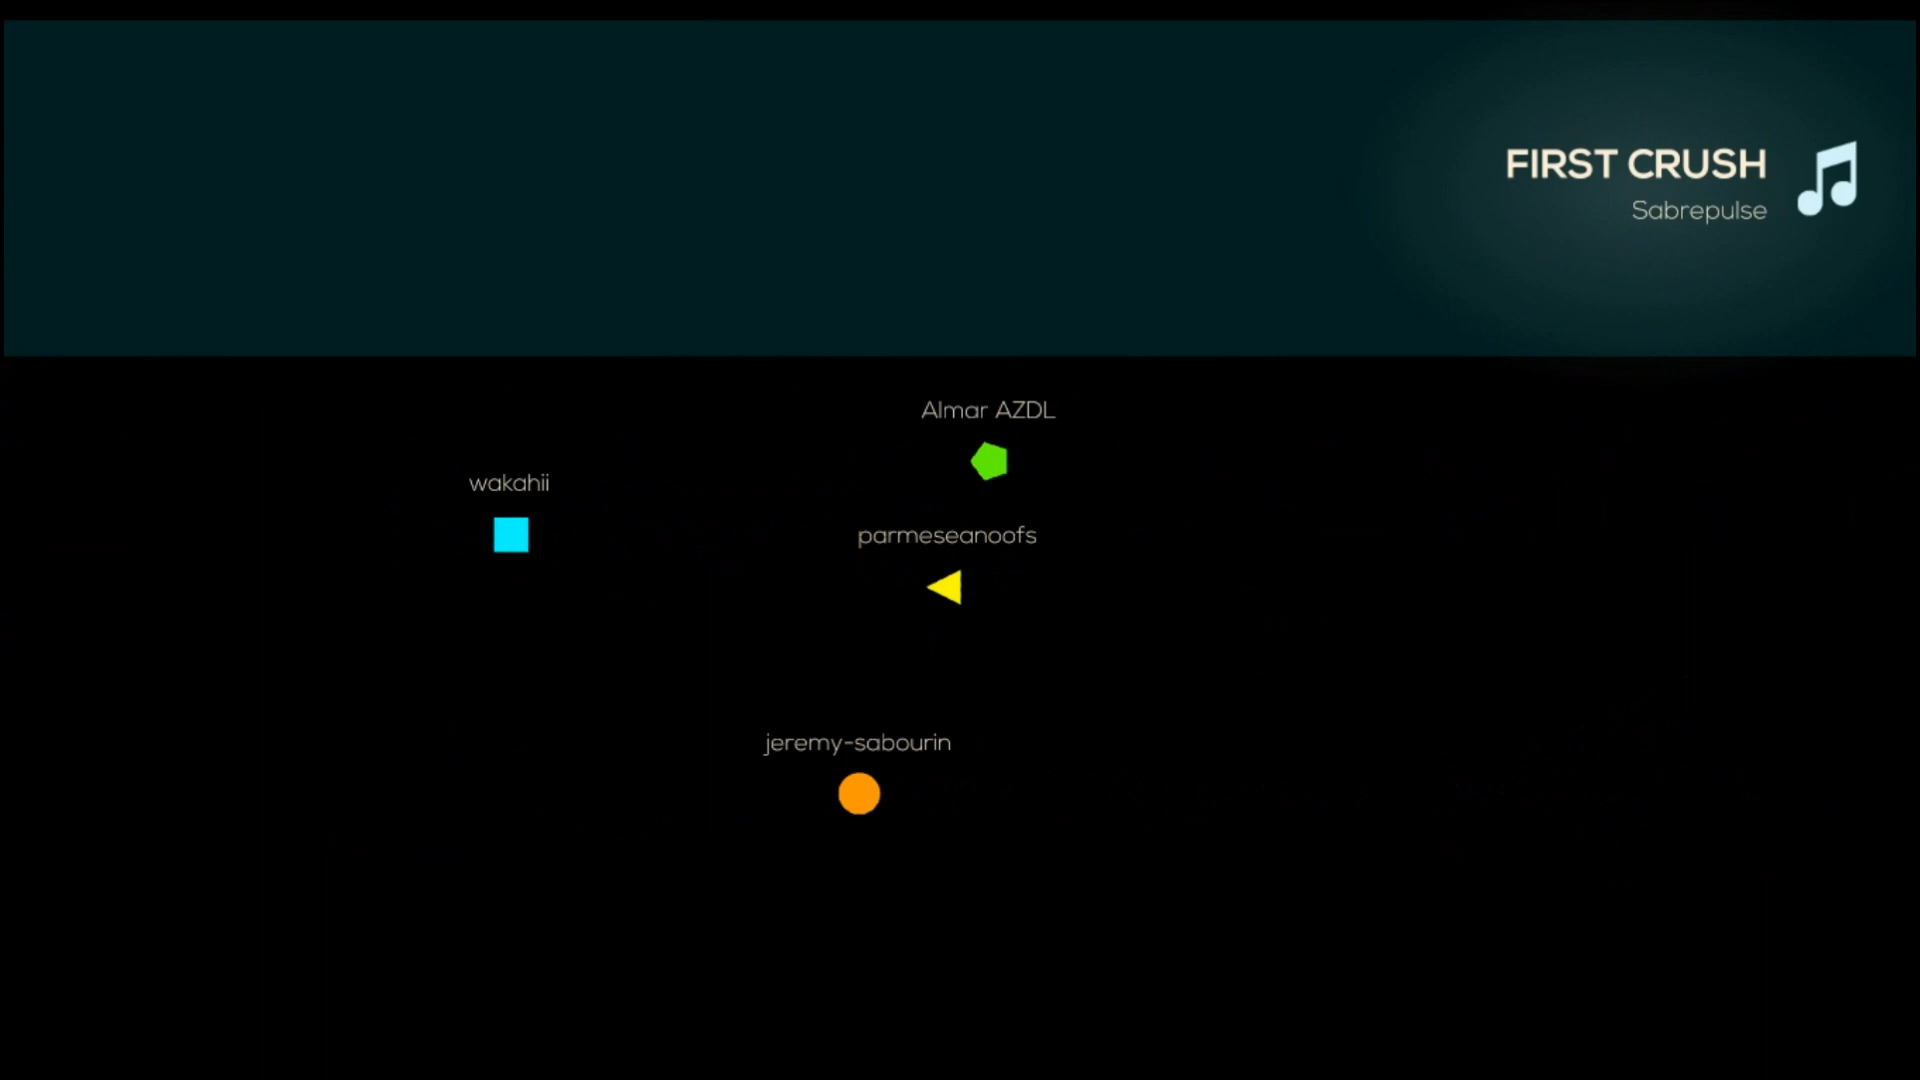 FIRST CRUSH
Sabrepulse
Almar AZDL
wakahii
parmeseanoofs
jeremy-sabourin